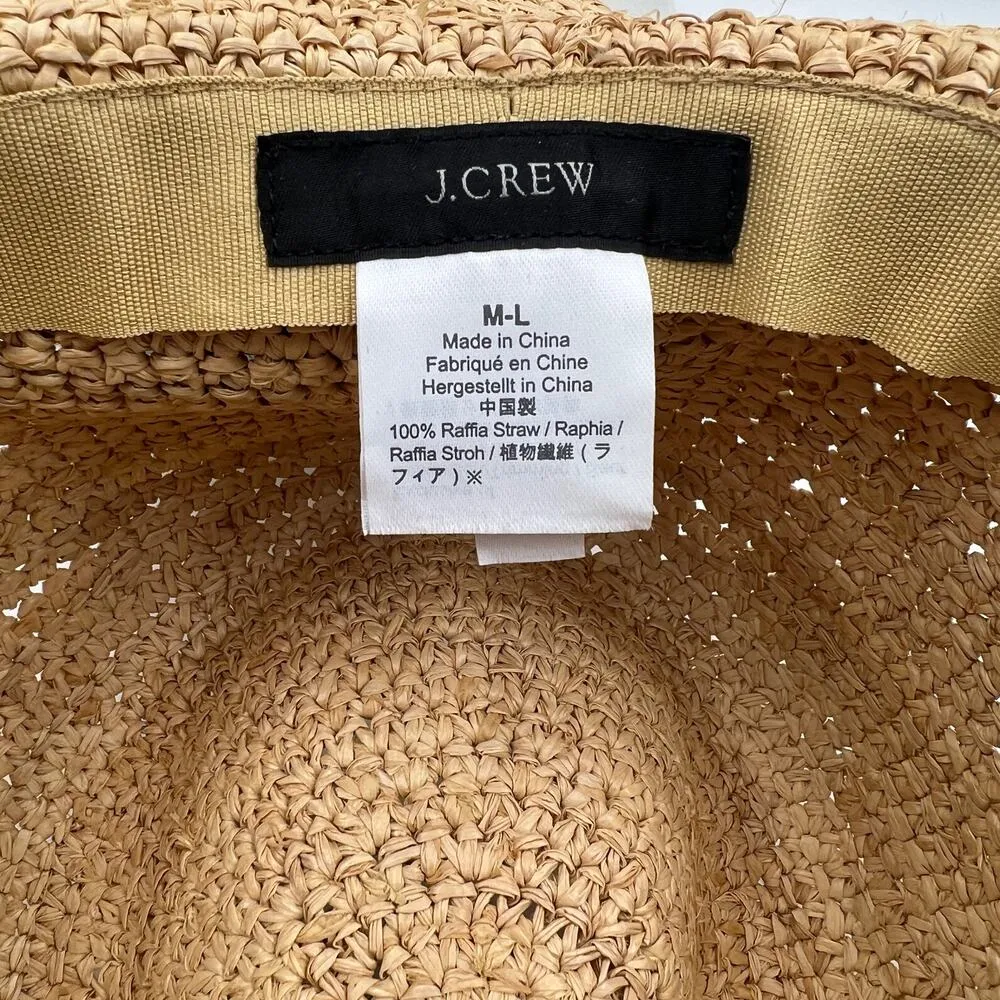 J.CREW
M-L
Made in China
Fabriqué en Chine
Hergestellt in China
中国製
100% Raffia Straw / Raphia /
Raffia Stroh / 植物繊維 ( ラ
フィア ) ※